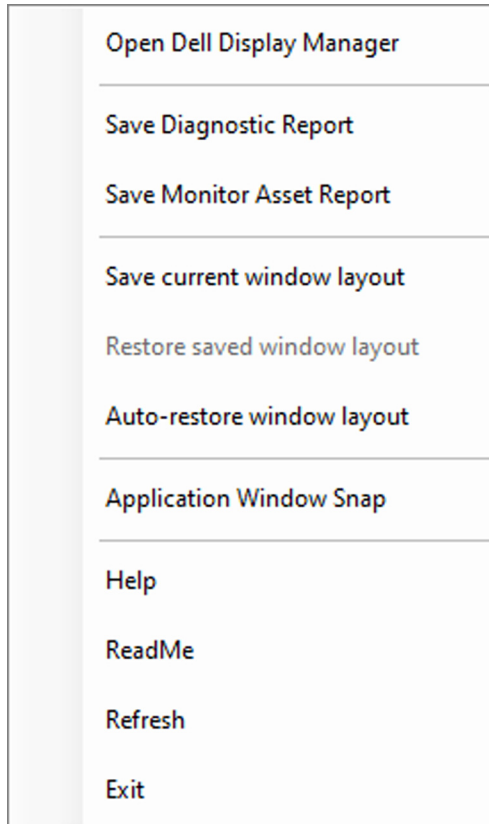 Open Dell Display Manager
Save Diagnostic Report
Save Monitor Asset Report
Save current window layout
Restore saved window layout
Auto-restore window layout
Application Window Snap
Help
ReadMe
Refresh
Exit